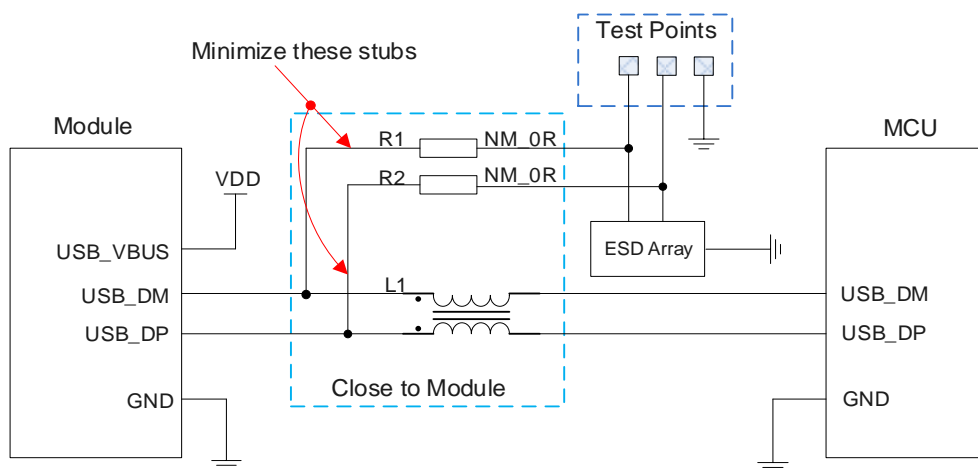 Test Points
Minimize these stubs
Module
MCU
R1
NM_0R
VDD
R2
NM_0R
USB_VBUS
ESD Array
USB_DM
L1
USB_DM
USB_DP
USB_DP
Close to Module
GND
GND